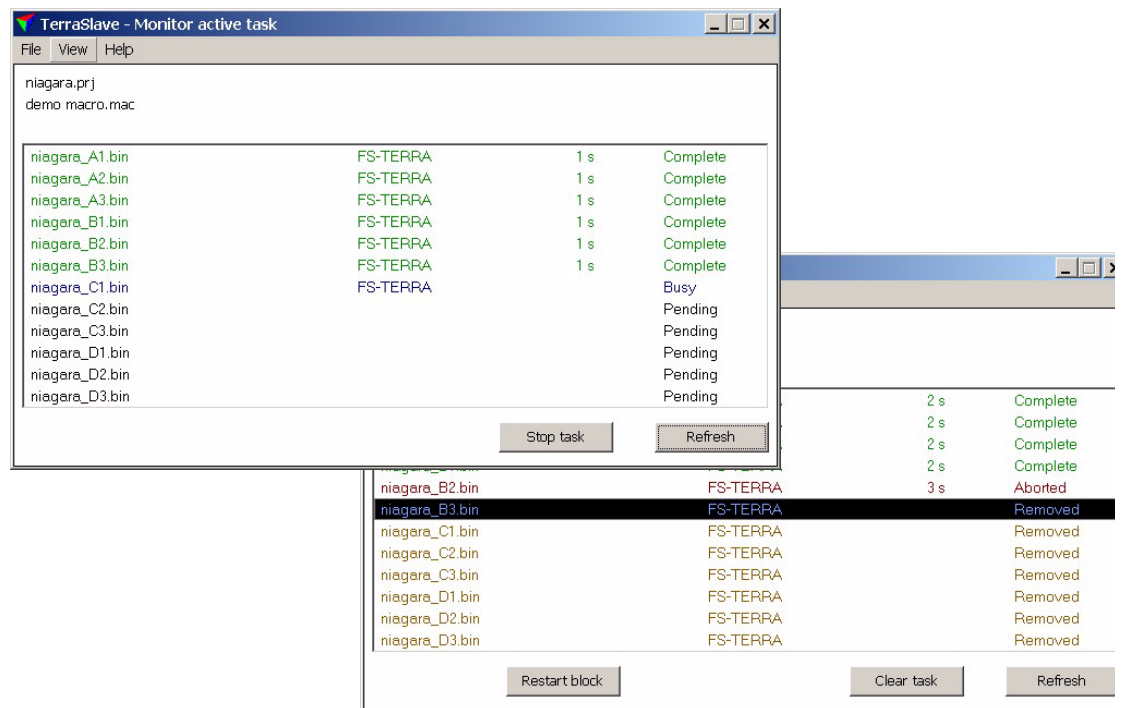 TerraSlave - Monitor active task
File View Help
niagara.prj
demo macro.mac
niagara_A1.bin FS-TERRA 1 s Complete
niagara_A2.bin FS-TERRA 1 s Complete
niagara_A3.bin FS-TERRA 1 s Complete
niagara_B1.bin FS-TERRA 1 s Complete
niagara_B2.bin FS-TERRA 1 s Complete
niagara_B3.bin FS-TERRA 1 s Complete
niagara_C1.bin FS-TERRA Busy
niagara_C2.bin Pending
niagara_C3.bin Pending
niagara_D1.bin Pending
niagara_D2.bin Pending
niagara_D3.bin Pending
Stop task Refresh
2 s Complete
2 s Complete
2 s Complete
2 s Complete
niagara_B2.bin FS-TERRA 3 s Aborted
niagara_B3.bin FS-TERRA Removed
niagara_C1.bin FS-TERRA Removed
niagara_C2.bin FS-TERRA Removed
niagara_C3.bin FS-TERRA Removed
niagara_D1.bin FS-TERRA Removed
niagara_D2.bin FS-TERRA Removed
niagara_D3.bin FS-TERRA Removed
Restart block Clear task Refresh